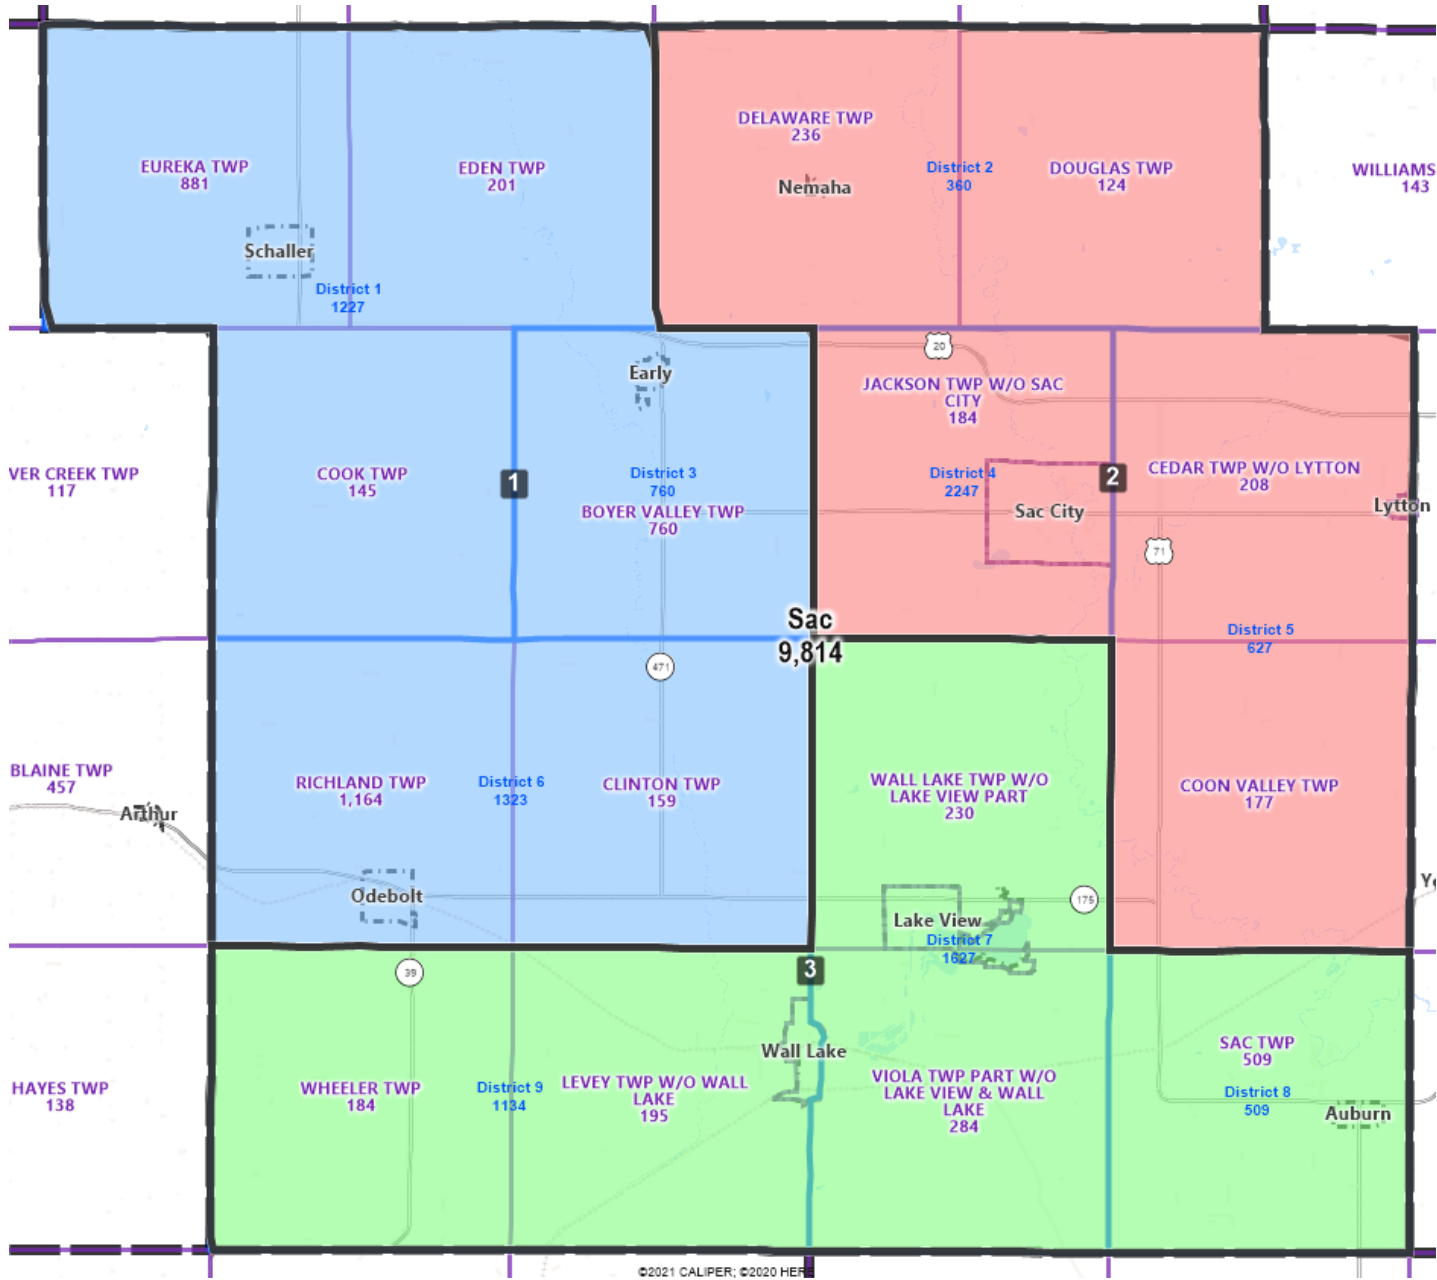 DELAWARE TWP
236
EUREKA TWP
881
EDEN TWP
201
District 2
360
DOUGLAS TWP
124
WILLIAMS
143
Nemaha
Schaller
District 1
1227
20
Early
JACKSON TWP W/O SAC
CITY
184
VER CREEK TWP
117
COOK TWP
145
1
District 3
760
BOYER VALLEY TWP
760
District 4
2247
2
CEDAR TWP W/O LYTTON
208
Sac City
Lytton
71
Sac
9,814
District 5
627
471
BLAINE TWP
457
Arthur
RICHLAND TWP
1,164
District 6
1323
CLINTON TWP
159
WALL LAKE TWP W/O
LAKE VIEW PART
230
COON VALLEY TWP
177
Odebolt
175
Lake View
District 7
1627
39
3
Wall Lake
SAC TWP
509
HAYES TWP
138
WHEELER TWP
184
District 9
1134
LEVEY TWP W/O WALL
LAKE
195
VIOLA TWP PART W/O
LAKE VIEW & WALL
LAKE
284
District 8
509
Auburn
©2021 CALIPER; ©2020 HERE